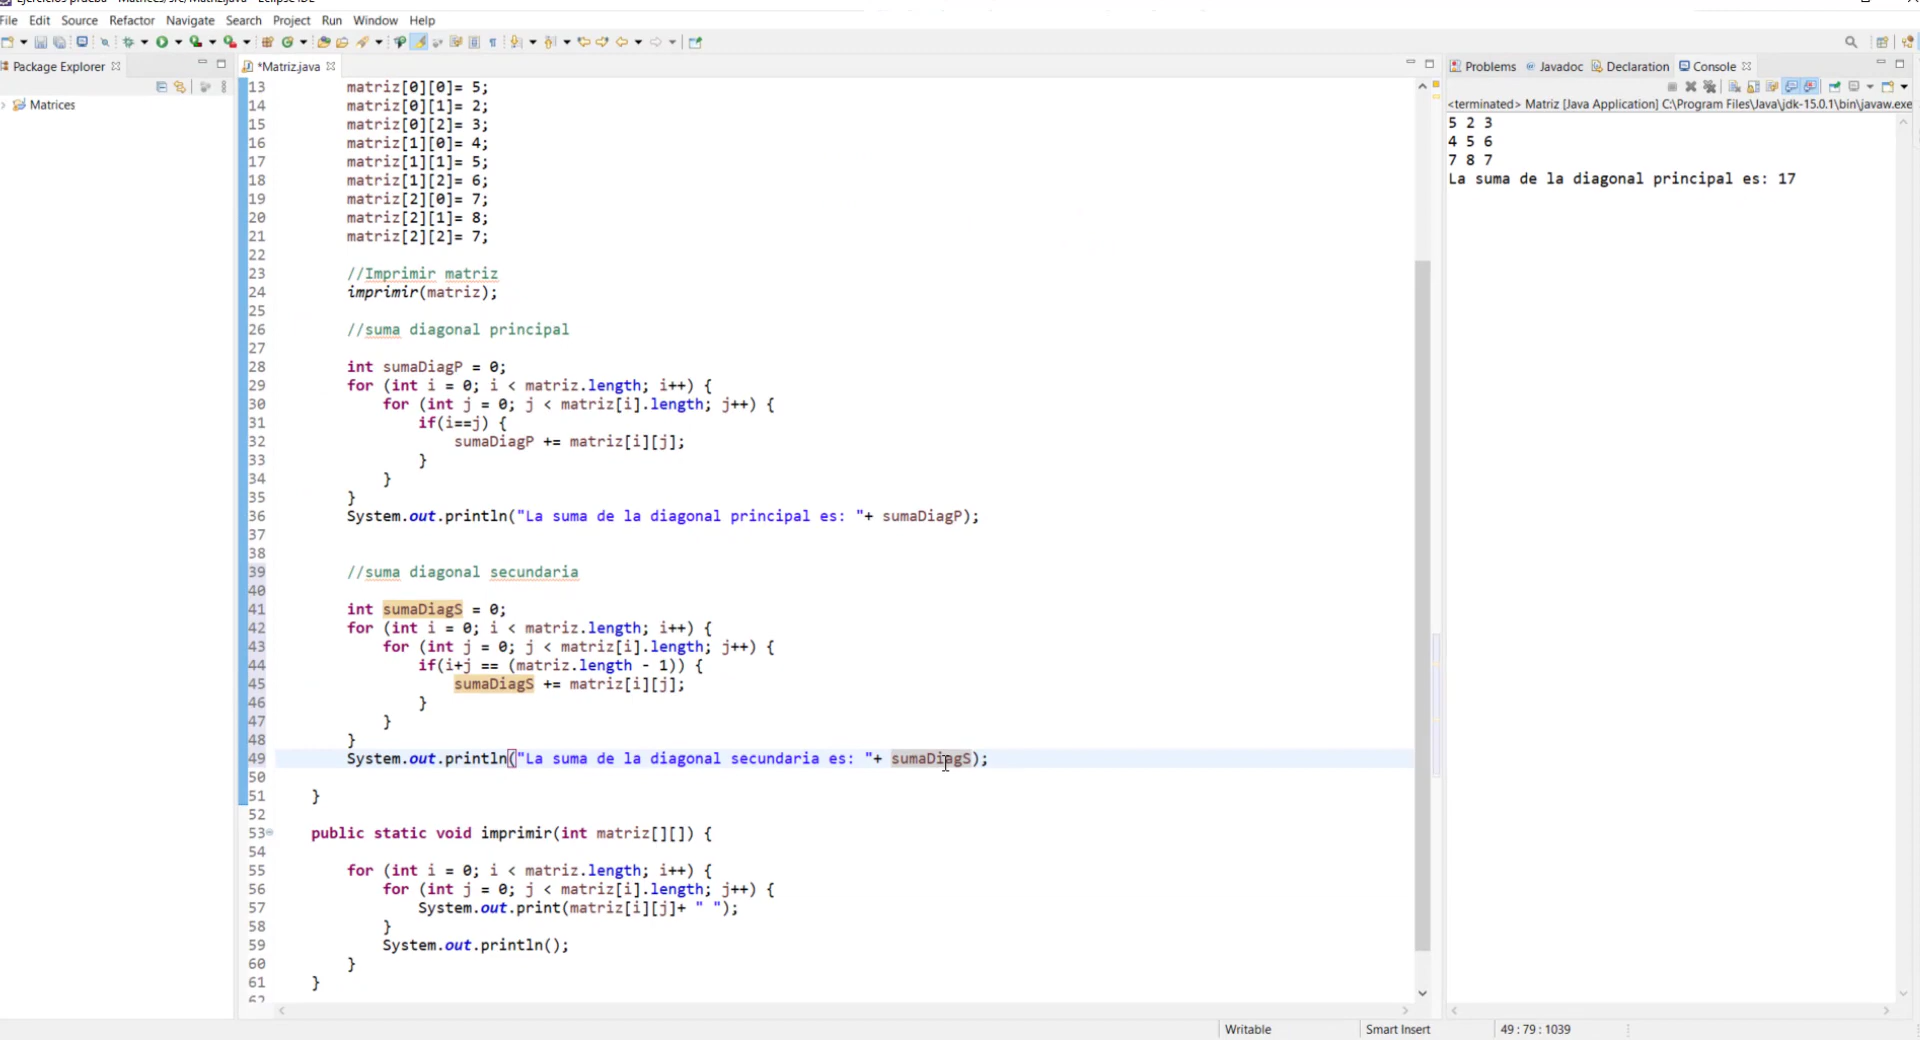 Ejercicios prueba - Matrices/src/Matriz.java - Eclipse IDE
File Edit Source Refactor Navigate Search Project Run Window Help
Package Explorer
*Matriz.java
Problems Javadoc Declaration Console
Matrices
<terminated> Matriz [Java Application] C:\Program Files\Java\jdk-15.0.1\bin\javaw.exe
13 matriz[0][0]= 5;
14 matriz[0][1]= 2;
15 matriz[0][2]= 3;
16 matriz[1][0]= 4;
17 matriz[1][1]= 5;
18 matriz[1][2]= 6;
19 matriz[2][0]= 7;
20 matriz[2][1]= 8;
21 matriz[2][2]= 7;
22
23 //Imprimir matriz
24 imprimir(matriz);
25
26 //suma diagonal principal
27
28 int sumaDiagP = 0;
29 for (int i = 0; i < matriz.length; i++) {
30 for (int j = 0; j < matriz[i].length; j++) {
31 if(i==j) {
32 sumaDiagP += matriz[i][j];
33 }
34 }
35 }
36 System.out.println("La suma de la diagonal principal es: "+ sumaDiagP);
37
38
39 //suma diagonal secundaria
40
41 int sumaDiagS = 0;
42 for (int i = 0; i < matriz.length; i++) {
43 for (int j = 0; j < matriz[i].length; j++) {
44 if(i+j == (matriz.length - 1)) {
45 sumaDiagS += matriz[i][j];
46 }
47 }
48 }
49 System.out.println("La suma de la diagonal secundaria es: "+ sumaDiagS);
50
51 }
52
53 public static void imprimir(int matriz[][]) {
54
55 for (int i = 0; i < matriz.length; i++) {
56 for (int j = 0; j < matriz[i].length; j++) {
57 System.out.print(matriz[i][j]+ " ");
58 }
59 System.out.println();
60 }
61 }
62
5 2 3
4 5 6
7 8 7
La suma de la diagonal principal es: 17
Writable Smart Insert 49 : 79 : 1039